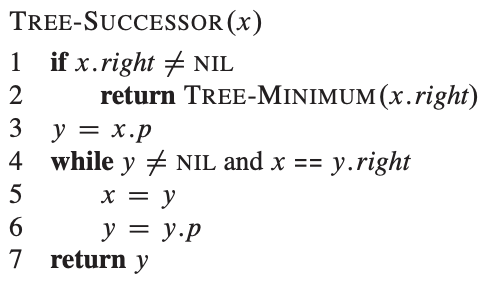 TREE-SUCCESSOR(x)
1 if x.right ≠ NIL
2 return TREE-MINIMUM(x.right)
3 y = x.p
4 while y ≠ NIL and x == y.right
5 x = y
6 y = y.p
7 return y